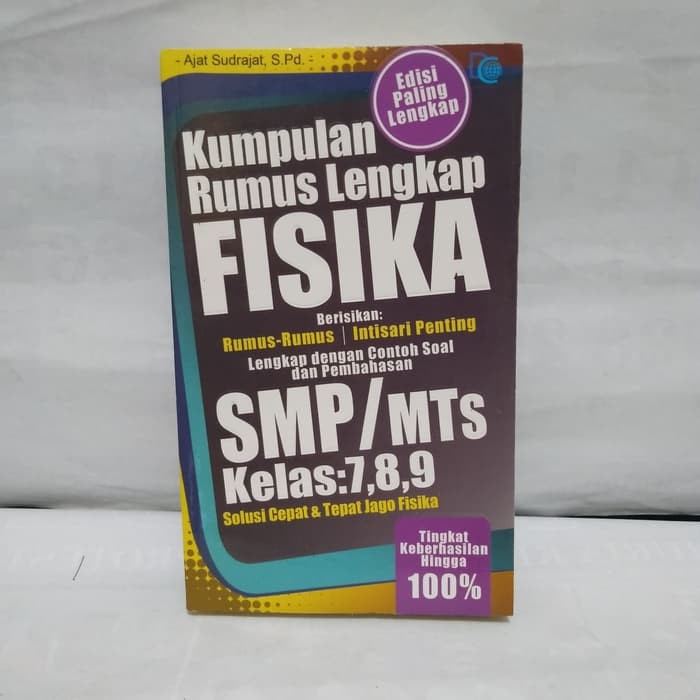 - Ajat Sudrajat, S.Pd. -
Edisi
Paling
Lengkap
Kumpulan
Rumus Lengkap
FISIKA
Berisikan:
Rumus-Rumus | Intisari Penting
Lengkap dengan Contoh Soal
dan Pembahasan
SMP/MTs
Kelas:7,8,9
Solusi Cepat & Tepat Jago Fisika
Tingkat
Keberhasilan
Hingga
100%